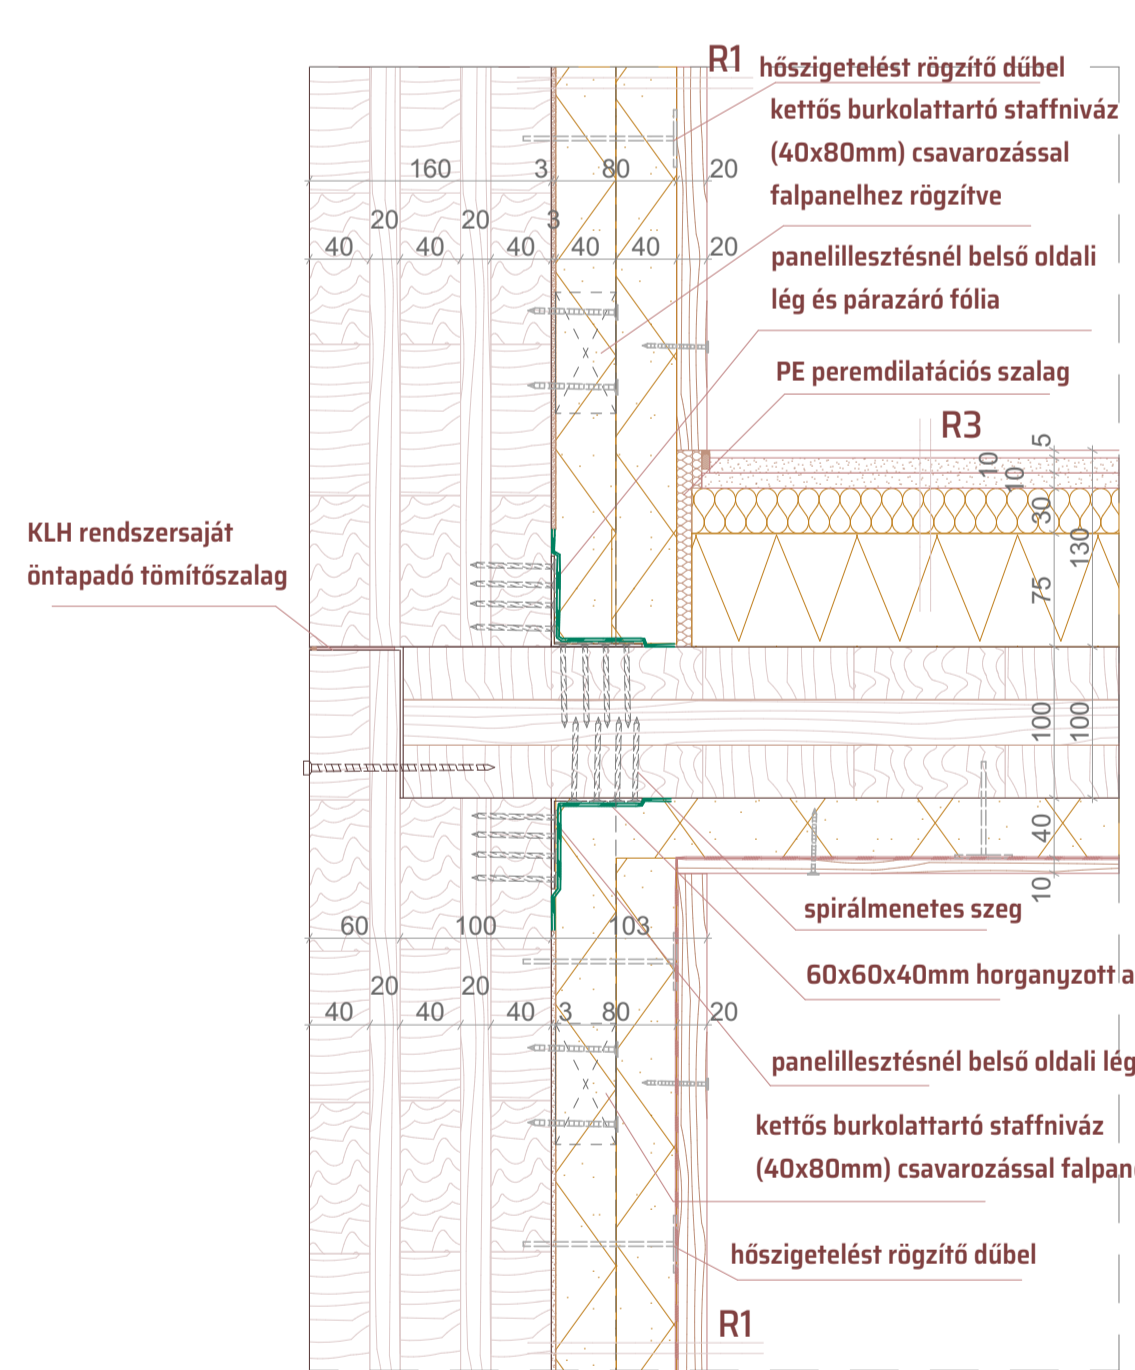 R1
hőszigetelést rögzítő dűbel
kettős burkolattartó staffniváz
(40x80mm) csavarozással
falpanelhez rögzítve
160 3 80 20
20 20 3
40 40 40 40 40 20
panelillesztésnél belső oldali
lég és párazáró fólia
PE peremdilatációs szalag
R3
5
10
10
30
130
75
KLH rendszersaját
öntapadó tömítőszalag
100
100
40
10
spirálmenetes szeg
60 100 103
60x60x40mm horganyzott a
20 20
40 40 40 3 80 20
panelillesztésnél belső oldali lég
kettős burkolattartó staffniváz
(40x80mm) csavarozással falpan
hőszigetelést rögzítő dűbel
R1